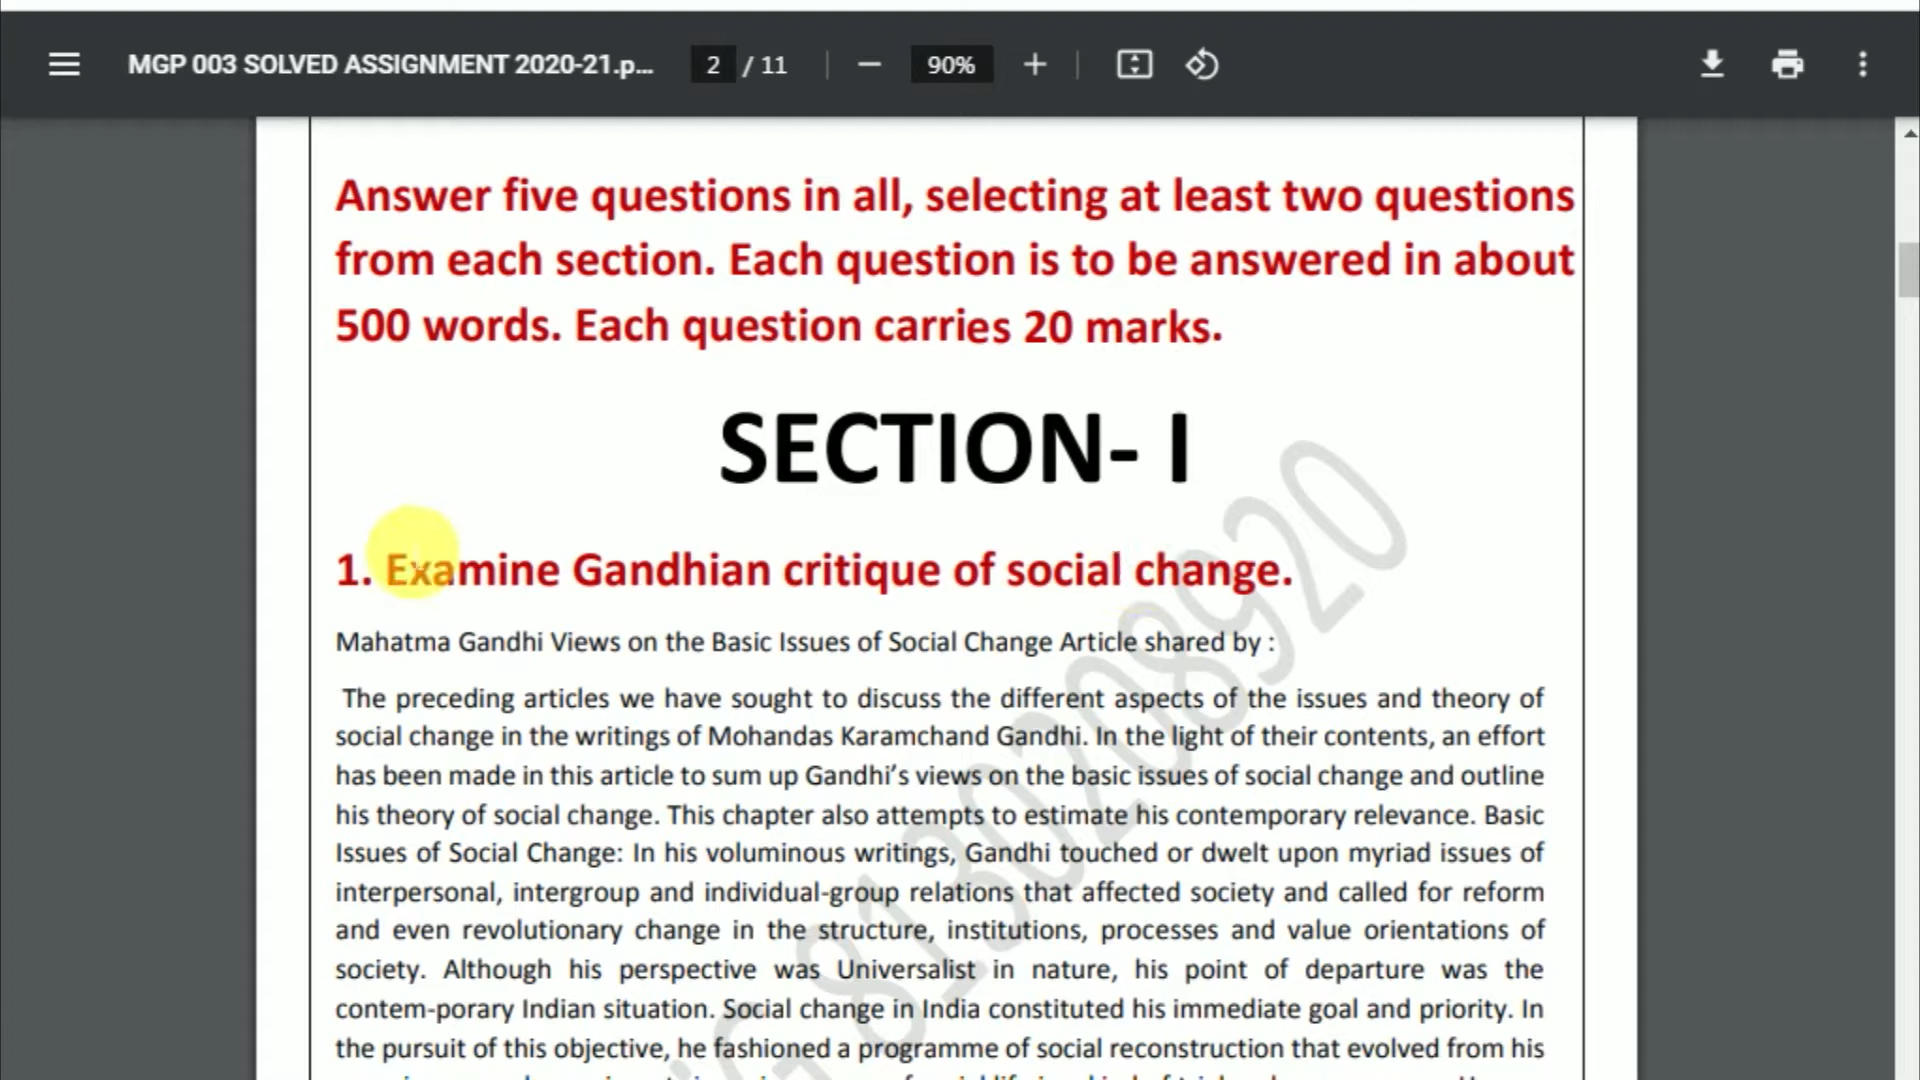 MGP 003 SOLVED ASSIGNMENT 2020-21.p... 2 / 11 90%
Answer five questions in all, selecting at least two questions
from each section. Each question is to be answered in about
500 words. Each question carries 20 marks.
SECTION- I
1. Examine Gandhian critique of social change.
Mahatma Gandhi Views on the Basic Issues of Social Change Article shared by :
The preceding articles we have sought to discuss the different aspects of the issues and theory of
social change in the writings of Mohandas Karamchand Gandhi. In the light of their contents, an effort
has been made in this article to sum up Gandhi's views on the basic issues of social change and outline
his theory of social change. This chapter also attempts to estimate his contemporary relevance. Basic
Issues of Social Change: In his voluminous writings, Gandhi touched or dwelt upon myriad issues of
interpersonal, intergroup and individual-group relations that affected society and called for reform
and even revolutionary change in the structure, institutions, processes and value orientations of
society. Although his perspective was Universalist in nature, his point of departure was the
contem-porary Indian situation. Social change in India constituted his immediate goal and priority. In
the pursuit of this objective, he fashioned a programme of social reconstruction that evolved from his
8130208920